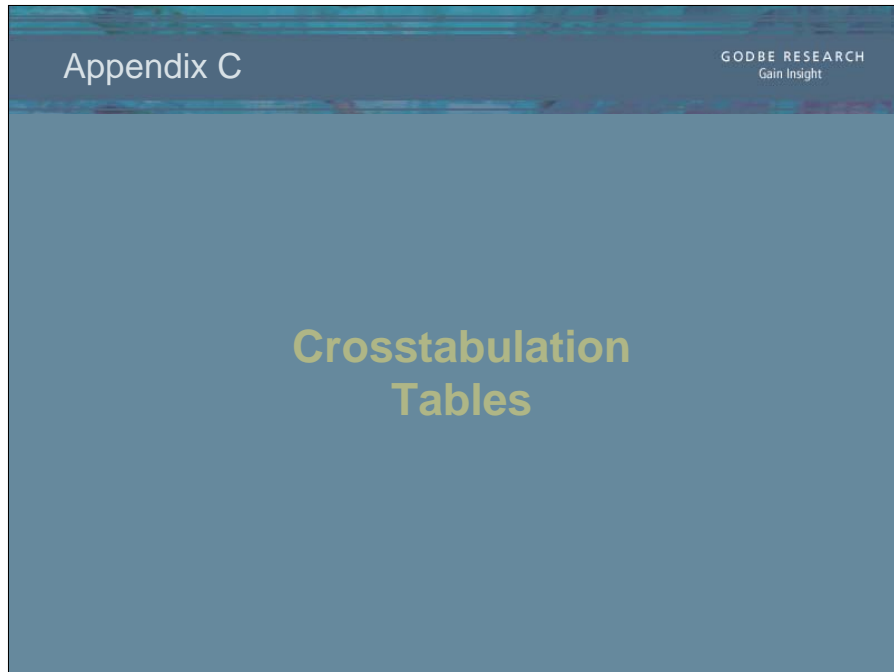 Appendix C
GODBE RESEARCH
Gain Insight
Crosstabulation
Tables